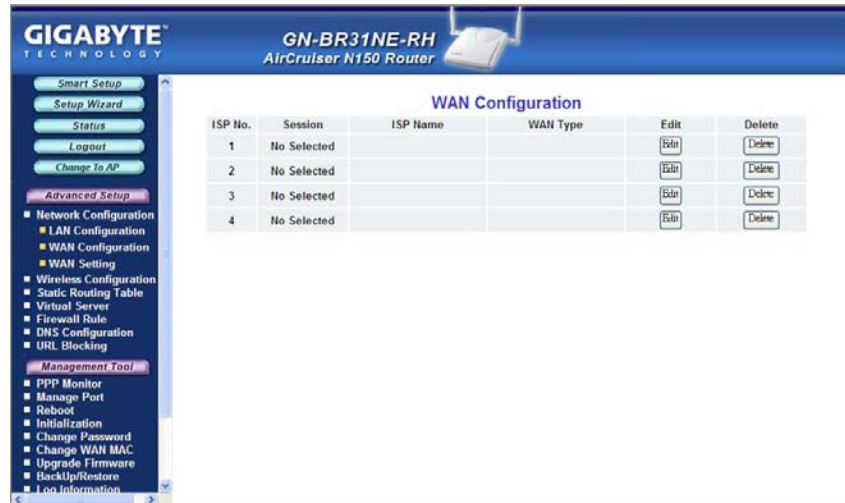 GIGABYTE™
TECHNOLOGY
GN-BR31NE-RH
AirCruiser N150 Router
Smart Setup
Setup Wizard
Status
Logout
Change To AP
Advanced Setup
Network Configuration
LAN Configuration
WAN Configuration
WAN Setting
Wireless Configuration
Static Routing Table
Virtual Server
Firewall Rule
DNS Configuration
URL Blocking
Management Tool
PPP Monitor
Manage Port
Reboot
Initialization
Change Password
Change WAN MAC
Upgrade Firmware
BackUp/Restore
Log Information
WAN Configuration
ISP No. Session ISP Name WAN Type Edit Delete
1 No Selected Edit Delete
2 No Selected Edit Delete
3 No Selected Edit Delete
4 No Selected Edit Delete